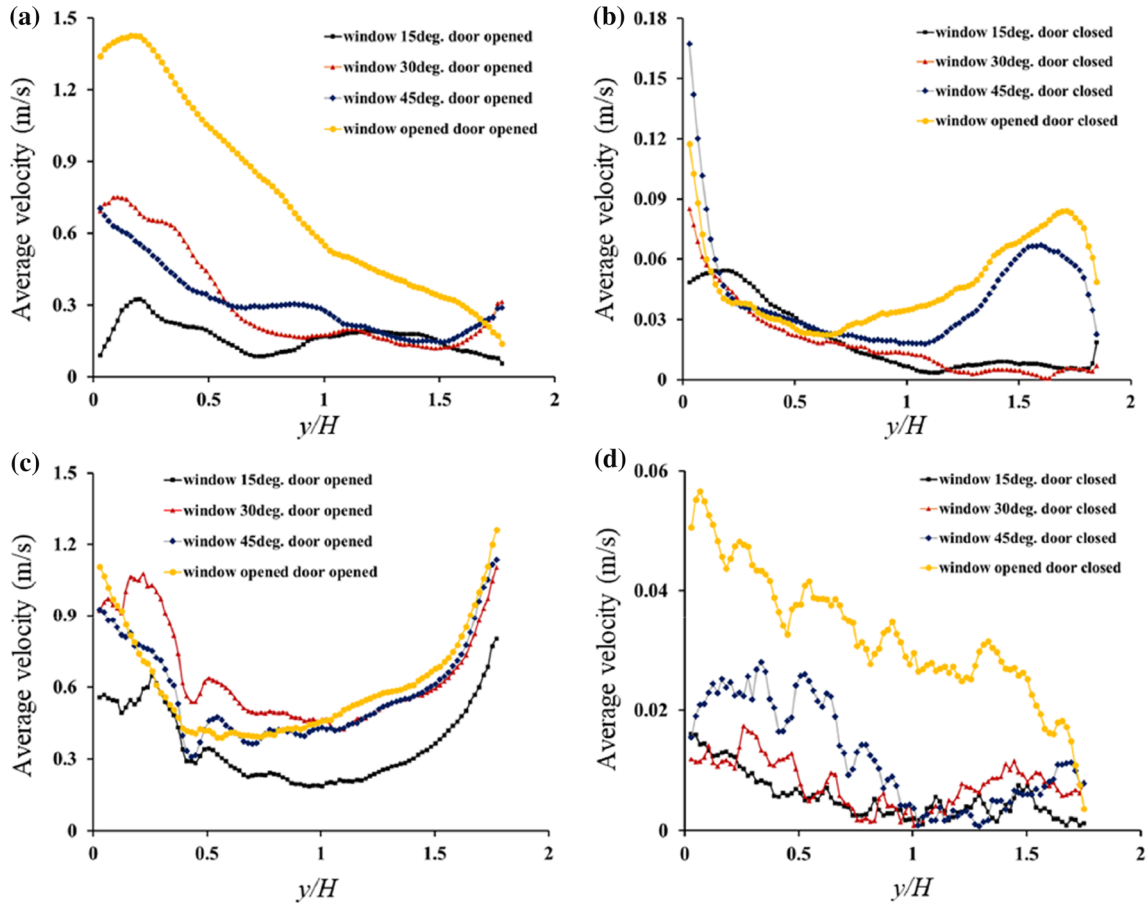 (a)
1.5
1.2
0.9
0.6
0.3
0
Average velocity (m/s)
window 15deg. door opened
window 30deg. door opened
window 45deg. door opened
window opened door opened
0 0.5 1 1.5 2
y/H
(b)
0.18
0.15
0.12
0.09
0.06
0.03
0.00
Average velocity (m/s)
window 15deg. door closed
window 30deg. door closed
window 45deg. door closed
window opened door closed
0 0.5 1 1.5 2
y/H
(c)
1.5
1.2
0.9
0.6
0.3
0
Average velocity (m/s)
window 15deg. door opened
window 30deg. door opened
window 45deg. door opened
window opened door opened
0 0.5 1 1.5 2
y/H
(d)
0.06
0.04
0.02
0.00
Average velocity (m/s)
window 15deg. door closed
window 30deg. door closed
window 45deg. door closed
window opened door closed
0 0.5 1 1.5 2
y/H